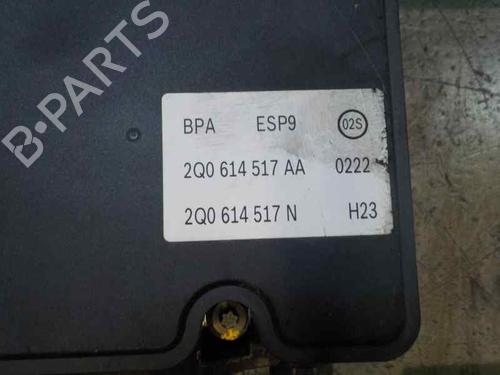 B-PARTS
BPA ESP9 02S
2Q0 614 517 AA 0222
2Q0 614 517 N H23